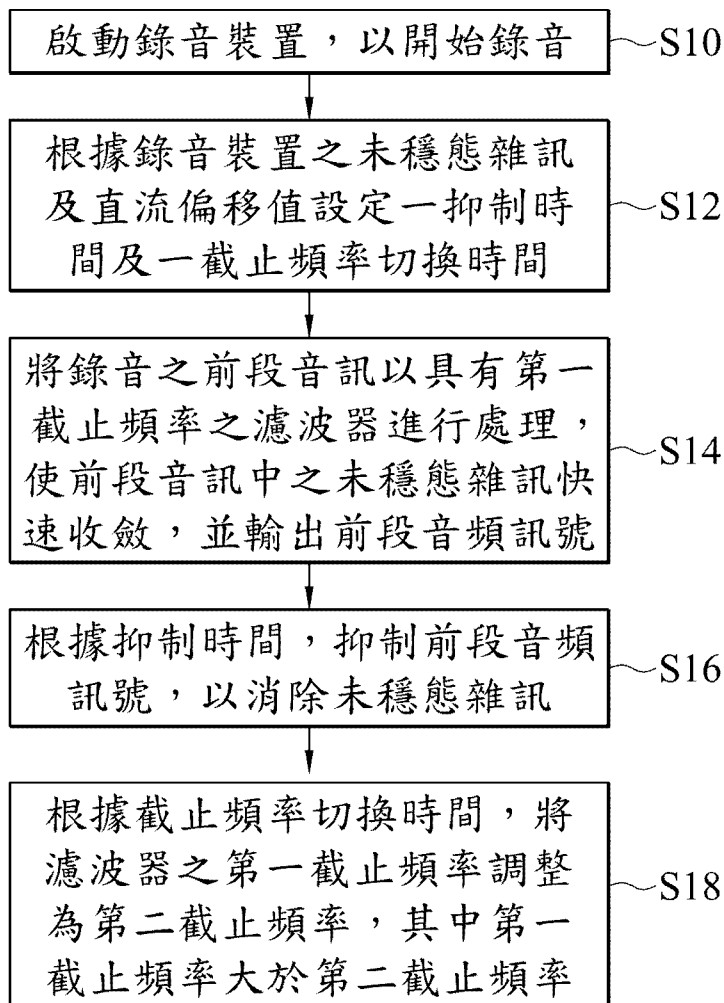 啟動錄音裝置，以開始錄音
S10
根據錄音裝置之未穩態雜訊
及直流偏移值設定一抑制時
間及一截止頻率切換時間
S12
將錄音之前段音訊以具有第一
截止頻率之濾波器進行處理，
使前段音訊中之未穩態雜訊快
速收斂，並輸出前段音頻訊號
S14
根據抑制時間，抑制前段音頻
訊號，以消除未穩態雜訊
S16
根據截止頻率切換時間，將
濾波器之第一截止頻率調整
為第二截止頻率，其中第一
截止頻率大於第二截止頻率
S18